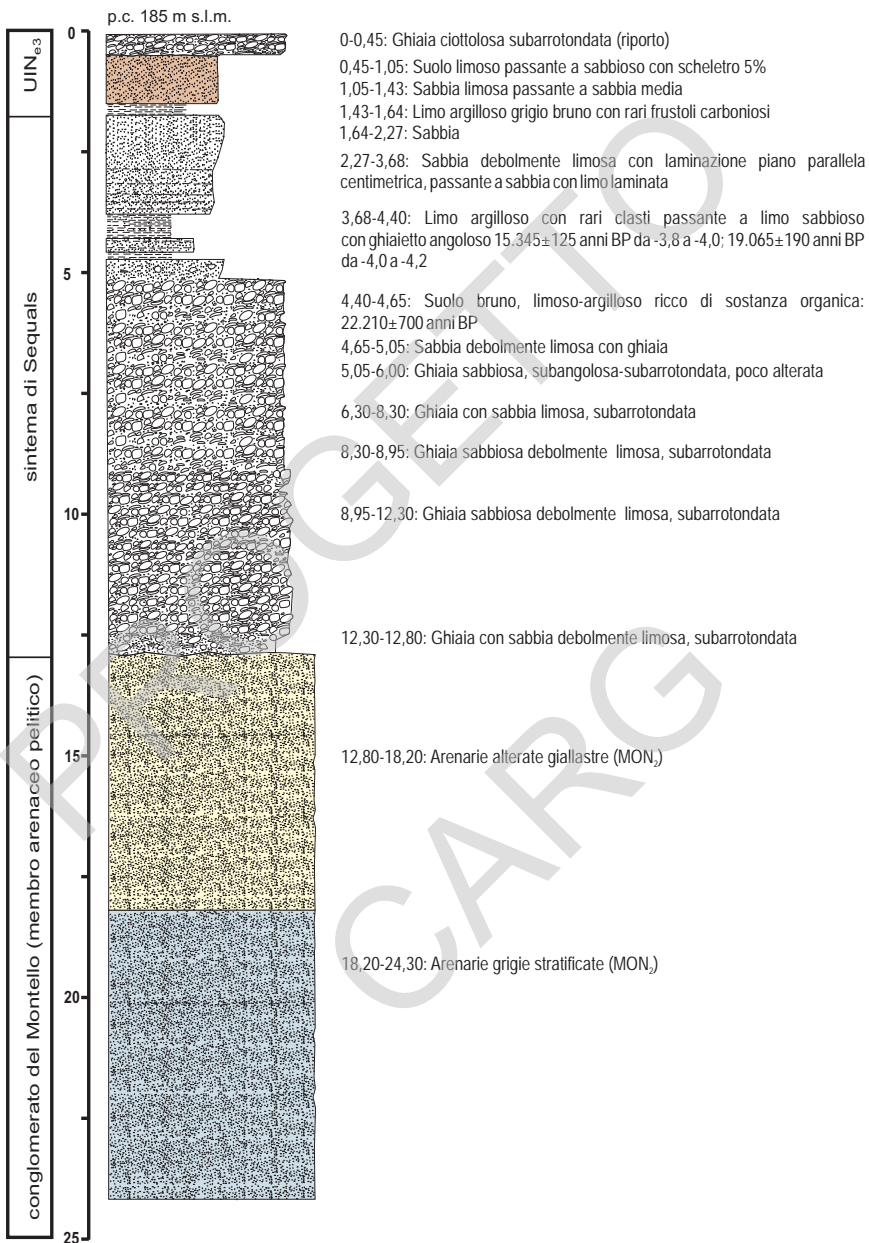 p.c. 185 m s.l.m.
UINe3
sintema di Sequals
conglomerato del Montello (membro arenaceo pelitico)
0
5
10
15
20
25
0-0,45: Ghiaia ciottolosa subarrotondata (riporto)
0,45-1,05: Suolo limoso passante a sabbioso con scheletro 5%
1,05-1,43: Sabbia limosa passante a sabbia media
1,43-1,64: Limo argilloso grigio bruno con rari frustoli carboniosi
1,64-2,27: Sabbia
2,27-3,68: Sabbia debolmente limosa con laminazione piano parallela
centimetrica, passante a sabbia con limo laminata
3,68-4,40: Limo argilloso con rari clasti passante a limo sabbioso
con ghiaietto angoloso 15.345±125 anni BP da -3,8 a -4,0; 19.065±190 anni BP
da -4,0 a -4,2
4,40-4,65: Suolo bruno, limoso-argilloso ricco di sostanza organica:
22.210±700 anni BP
4,65-5,05: Sabbia debolmente limosa con ghiaia
5,05-6,00: Ghiaia sabbiosa, subangolosa-subarrotondata, poco alterata
6,30-8,30: Ghiaia con sabbia limosa, subarrotondata
8,30-8,95: Ghiaia sabbiosa debolmente limosa, subarrotondata
8,95-12,30: Ghiaia sabbiosa debolmente limosa, subarrotondata
12,30-12,80: Ghiaia con sabbia debolmente limosa, subarrotondata
12,80-18,20: Arenarie alterate giallastre (MON2)
18,20-24,30: Arenarie grigie stratificate (MON2)
PROGETTO
CARG